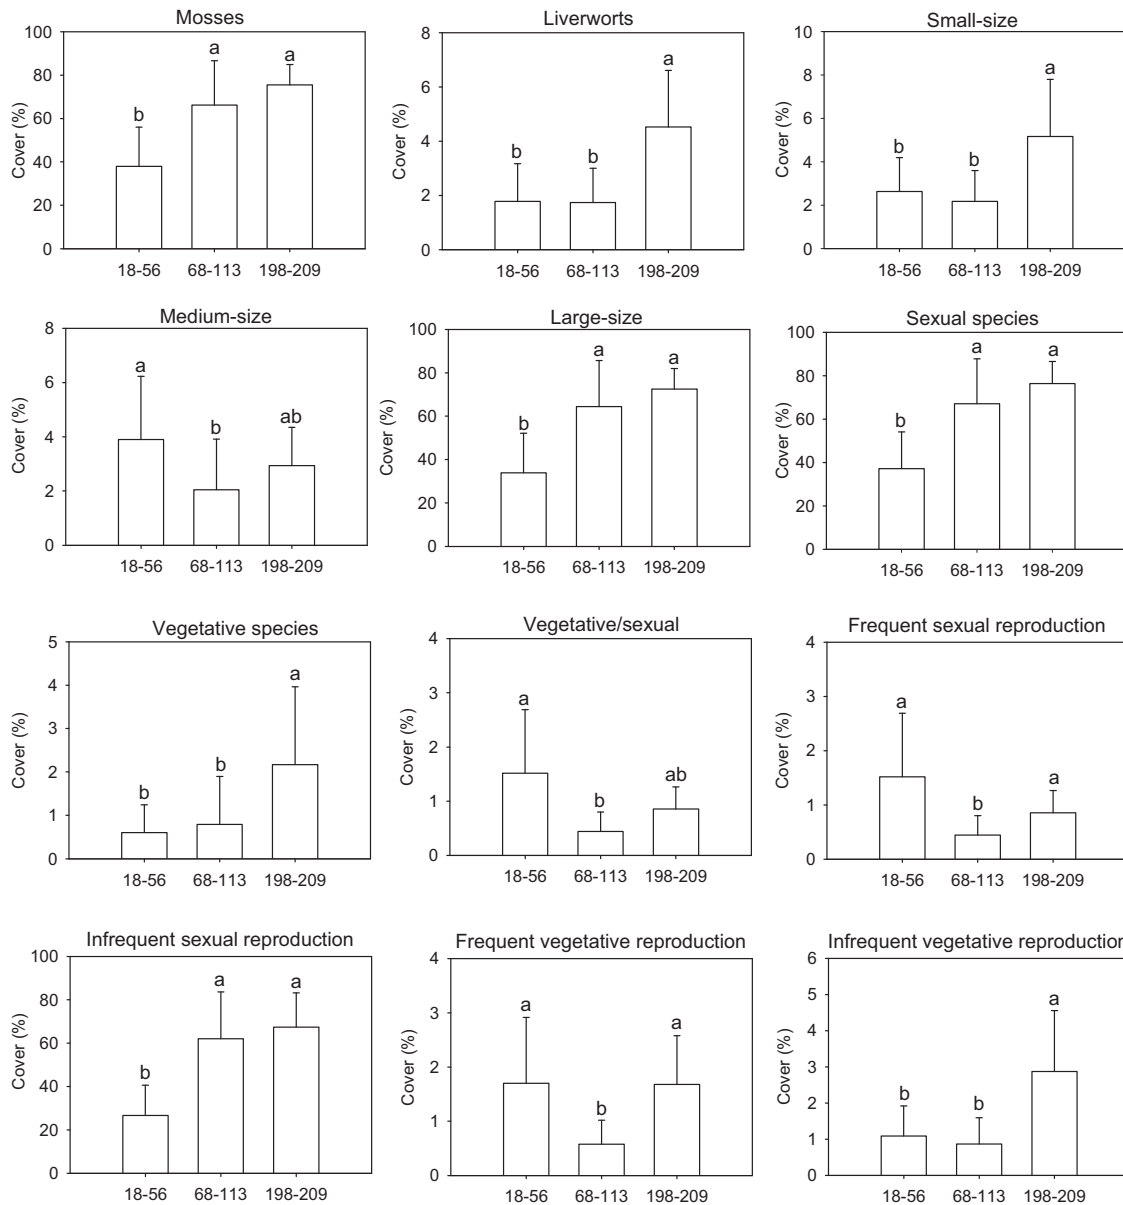 Mosses
Cover (%)
100
80
60
40
20
0
b
a
a
18-56 68-113 198-209
Liverworts
Cover (%)
8
6
4
2
0
b
b
a
18-56 68-113 198-209
Small-size
Cover (%)
10
8
6
4
2
0
b
b
a
18-56 68-113 198-209
Medium-size
Cover (%)
8
6
4
2
0
a
b
ab
18-56 68-113 198-209
Large-size
Cover (%)
100
80
60
40
20
0
b
a
a
18-56 68-113 198-209
Sexual species
Cover (%)
100
80
60
40
20
0
b
a
a
18-56 68-113 198-209
Vegetative species
Cover (%)
5
4
3
2
1
0
b
b
a
18-56 68-113 198-209
Vegetative/sexual
Cover (%)
4
3
2
1
0
a
b
ab
18-56 68-113 198-209
Frequent sexual reproduction
Cover (%)
4
3
2
1
0
a
b
a
18-56 68-113 198-209
Infrequent sexual reproduction
Cover (%)
100
80
60
40
20
0
b
a
a
18-56 68-113 198-209
Frequent vegetative reproduction
Cover (%)
4
3
2
1
0
a
b
a
18-56 68-113 198-209
Infrequent vegetative reproduction
Cover (%)
6
5
4
3
2
1
0
b
b
a
18-56 68-113 198-209